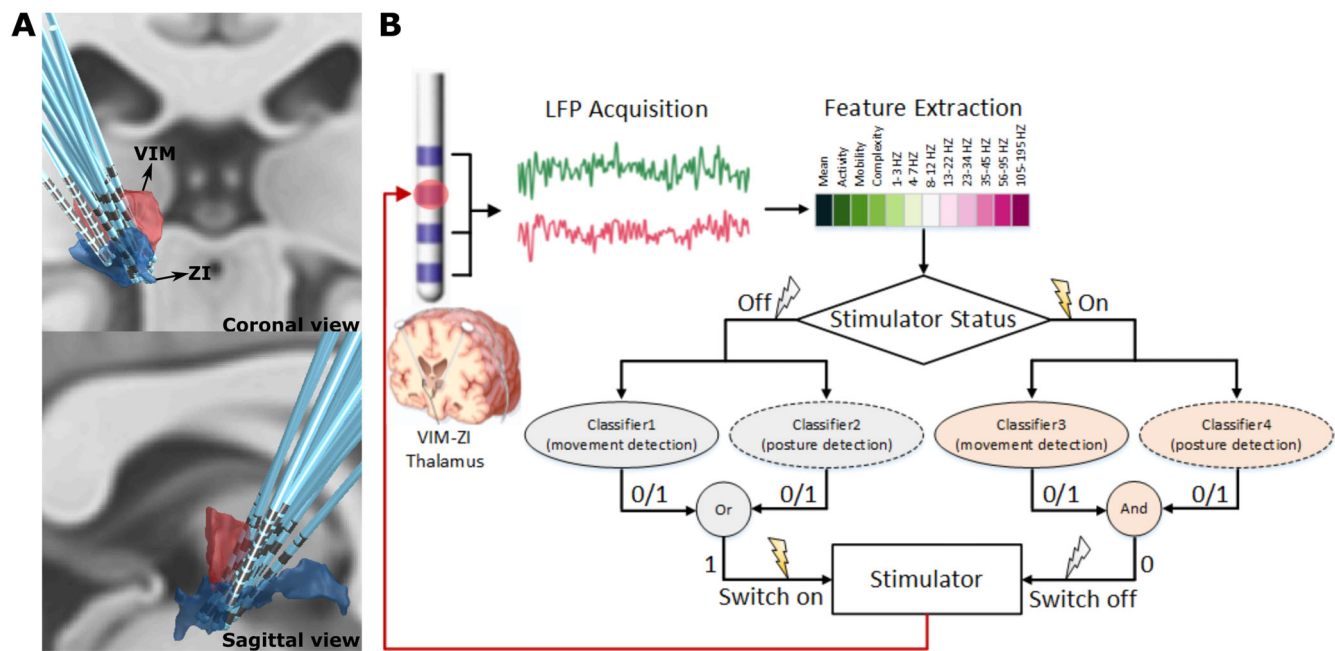 A
VIM
ZI
Coronal view
Sagittal view
B
LFP Acquisition
Feature Extraction
Mean
Activity
Mobility
Complexity
1-3 HZ
4-7HZ
8-12 HZ
13-22 HZ
23-34 HZ
35-45 HZ
56-95 HZ
105-195 HZ
VIM-ZI
Thalamus
Off
Stimulator Status
On
Classifier1
(movement detection)
Classifier2
(posture detection)
Classifier3
(movement detection)
Classifier4
(posture detection)
0/1
Or
0/1
0/1
And
0/1
1
Switch on
Stimulator
0
Switch off